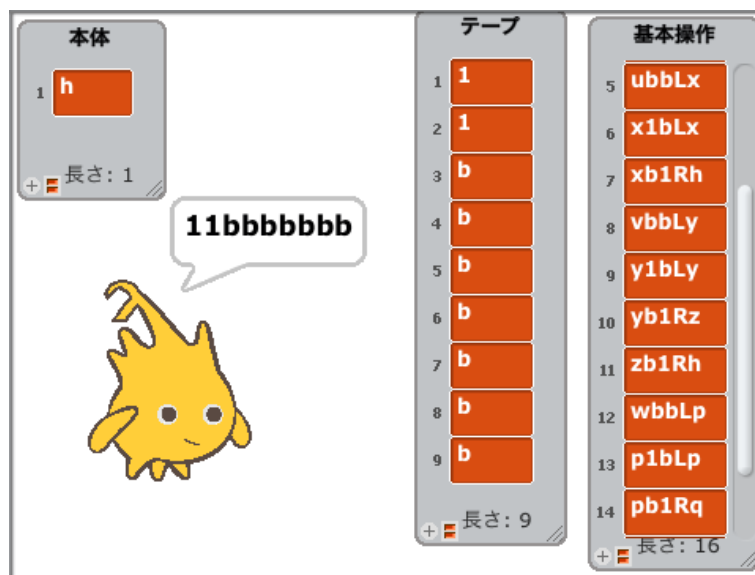 本体
1 h
長さ: 1
11bbbbbbb
テープ
1 1
2 1
3 b
4 b
5 b
6 b
7 b
8 b
9 b
長さ: 9
基本操作
5 ubbLx
6 x1bLx
7 xb1Rh
8 vbbLy
9 y1bLy
10 yb1Rz
11 zb1Rh
12 wbbLp
13 p1bLp
14 pb1Rq
長さ: 16